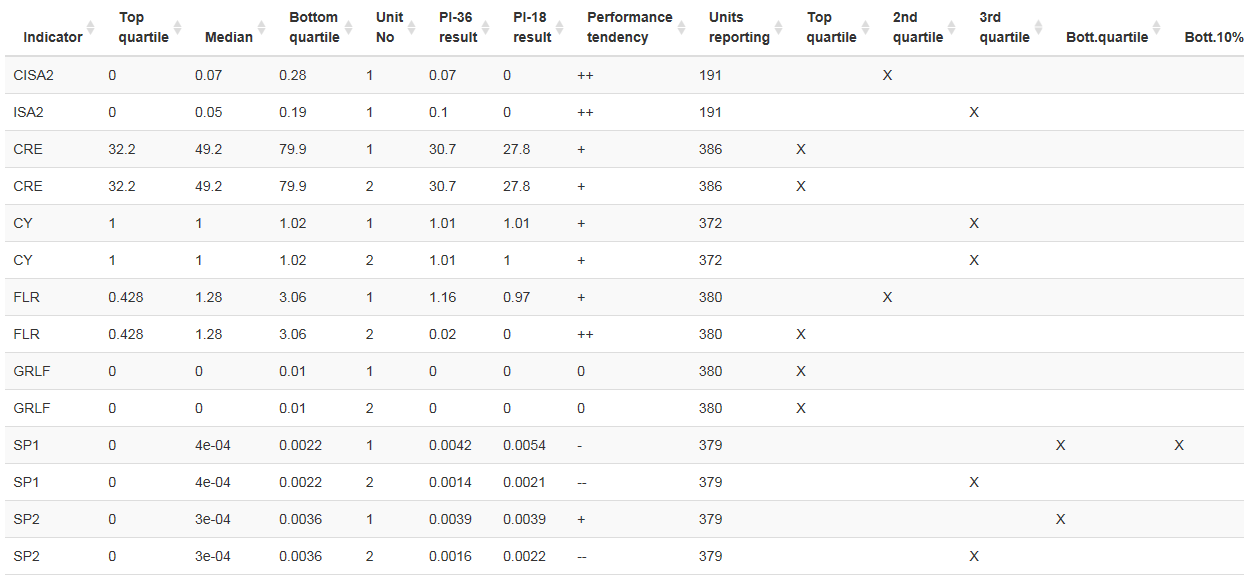 Indicator Top quartile Median Bottom quartile Unit No PI-36 result PI-18 result Performance tendency Units reporting Top quartile 2nd quartile 3rd quartile Bott.quartile Bott.10%
CISA2 0 0.07 0.28 1 0.07 0 ++ 191 X
ISA2 0 0.05 0.19 1 0.1 0 ++ 191 X
CRE 32.2 49.2 79.9 1 30.7 27.8 + 386 X
CRE 32.2 49.2 79.9 2 30.7 27.8 + 386 X
CY 1 1 1.02 1 1.01 1.01 + 372 X
CY 1 1 1.02 2 1.01 1 + 372 X
FLR 0.428 1.28 3.06 1 1.16 0.97 + 380 X
FLR 0.428 1.28 3.06 2 0.02 0 ++ 380 X
GRLF 0 0 0.01 1 0 0 0 380 X
GRLF 0 0 0.01 2 0 0 0 380 X
SP1 0 4e-04 0.0022 1 0.0042 0.0054 - 379 X X
SP1 0 4e-04 0.0022 2 0.0014 0.0021 -- 379 X
SP2 0 3e-04 0.0036 1 0.0039 0.0039 + 379 X
SP2 0 3e-04 0.0036 2 0.0016 0.0022 -- 379 X